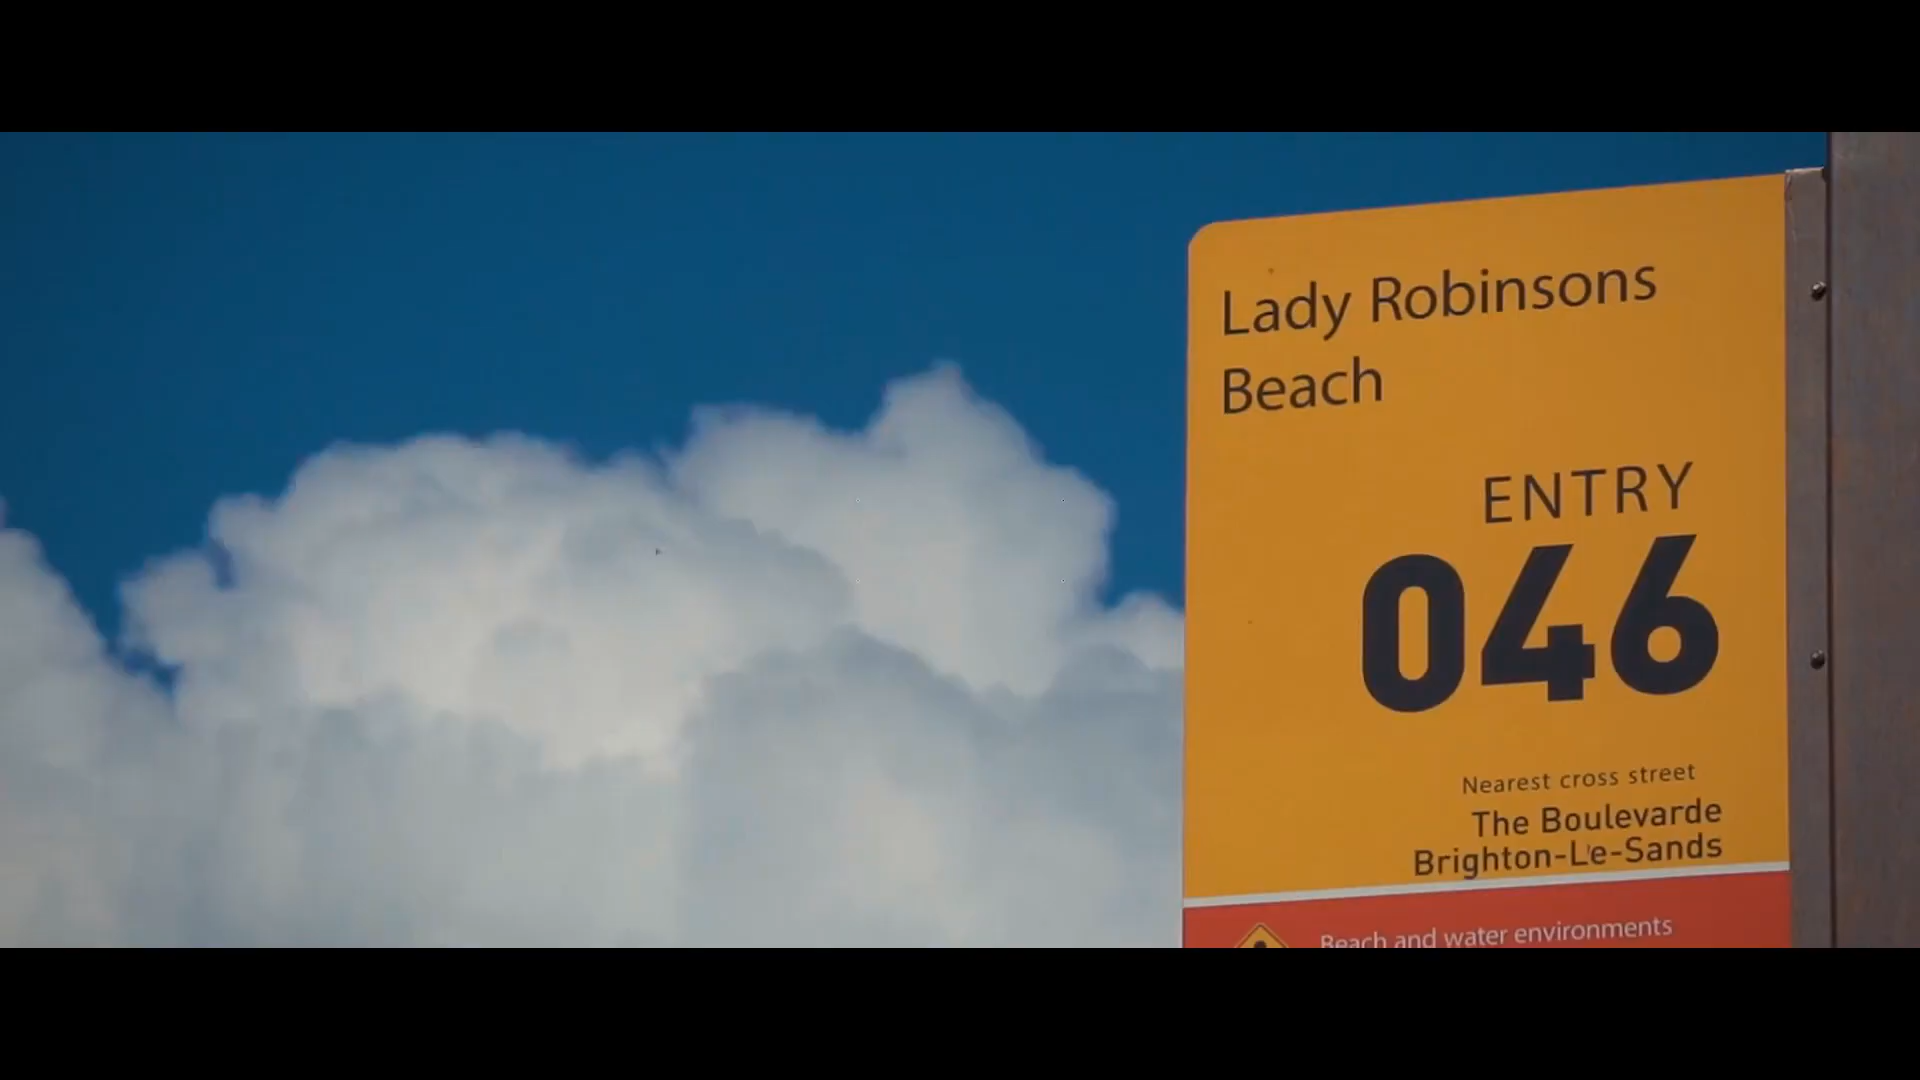 Lady Robinsons
Beach
ENTRY
046
Nearest cross street
The Boulevarde
Brighton-Le-Sands
Beach and water environments